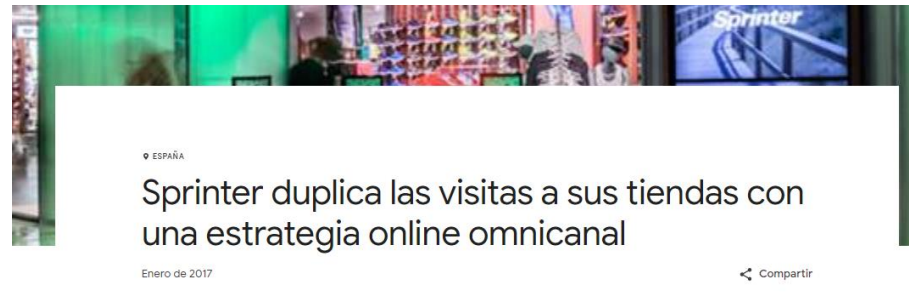 Sprinter
ESPAÑA
Sprinter duplica las visitas a sus tiendas con
una estrategia online omnicanal
Enero de 2017
Compartir